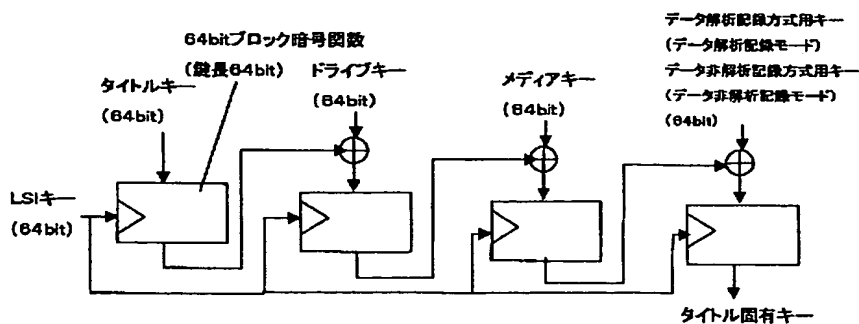 64bitブロック暗号関数
(鍵長64bit)
タイトルキー
(64bit)
ドライブキー
(64bit)
メディアキー
(64bit)
データ解析記録方式用キー
(データ解析記録モード)
データ非解析記録方式用キー
(データ非解析記録モード)
(64bit)
LSIキー
(64bit)
タイトル固有キー